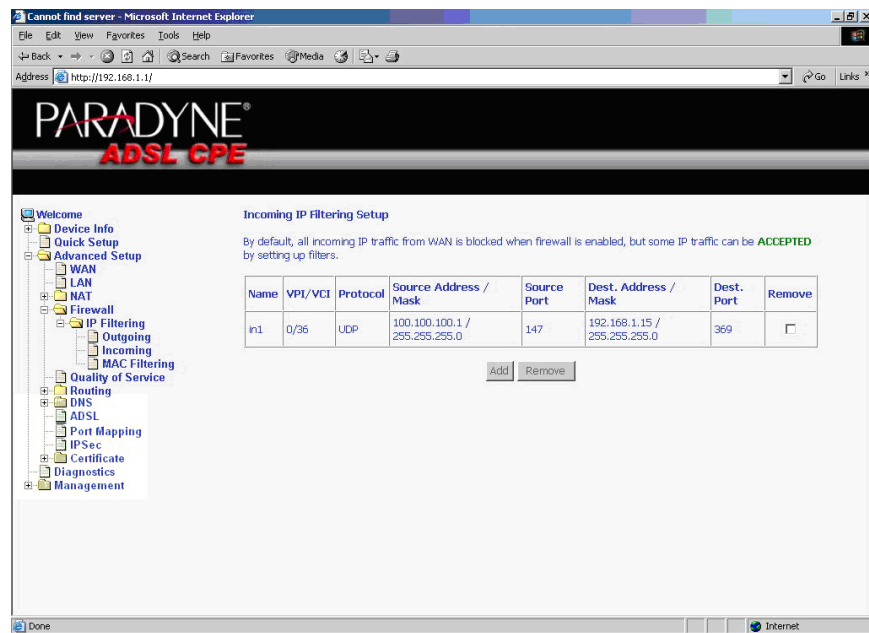 Cannot find server - Microsoft Internet Explorer
File Edit View Favorites Tools Help
Back Search Favorites Media
Address http://192.168.1.1/ Go Links »
PARADYNE®
ADSL CPE
Welcome
Device Info
Quick Setup
Advanced Setup
WAN
LAN
NAT
Firewall
IP Filtering
Outgoing
Incoming
MAC Filtering
Quality of Service
Routing
DNS
ADSL
Port Mapping
IPSec
Certificate
Diagnostics
Management
Incoming IP Filtering Setup
By default, all incoming IP traffic from WAN is blocked when firewall is enabled, but some IP traffic can be ACCEPTED
by setting up filters.
Name VPI/VCI Protocol Source Address / Mask Source Port Dest. Address / Mask Dest. Port Remove
in1 0/36 UDP 100.100.100.1 / 255.255.255.0 147 192.168.1.15 / 255.255.255.0 369
Add Remove
Done Internet